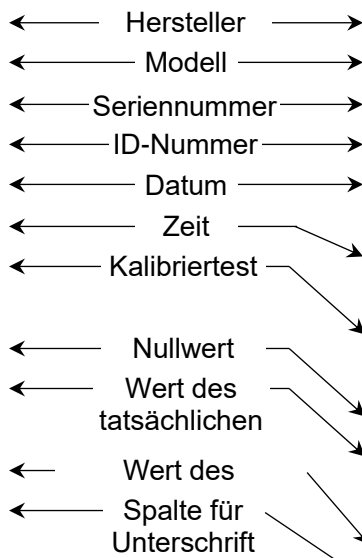 Hersteller
Modell
Seriennummer
ID-Nummer
Datum
Zeit
Kalibriertest
Nullwert
Wert des
tatsächlichen
Wert des
Spalte für
Unterschrift